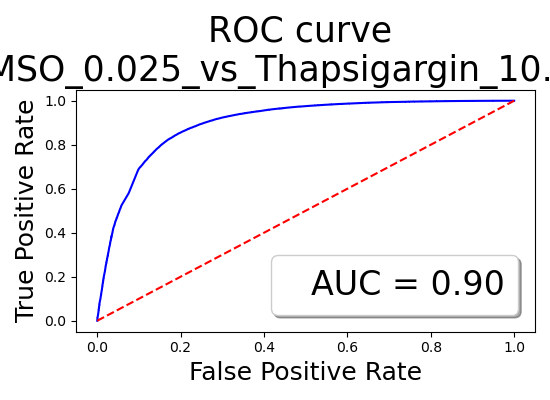 ROC curve
MSO_0.025_vs_Thapsigargin_10.
1.0
0.8
0.6
0.4
0.2
0.0
True Positive Rate
AUC = 0.90
0.0 0.2 0.4 0.6 0.8 1.0
False Positive Rate